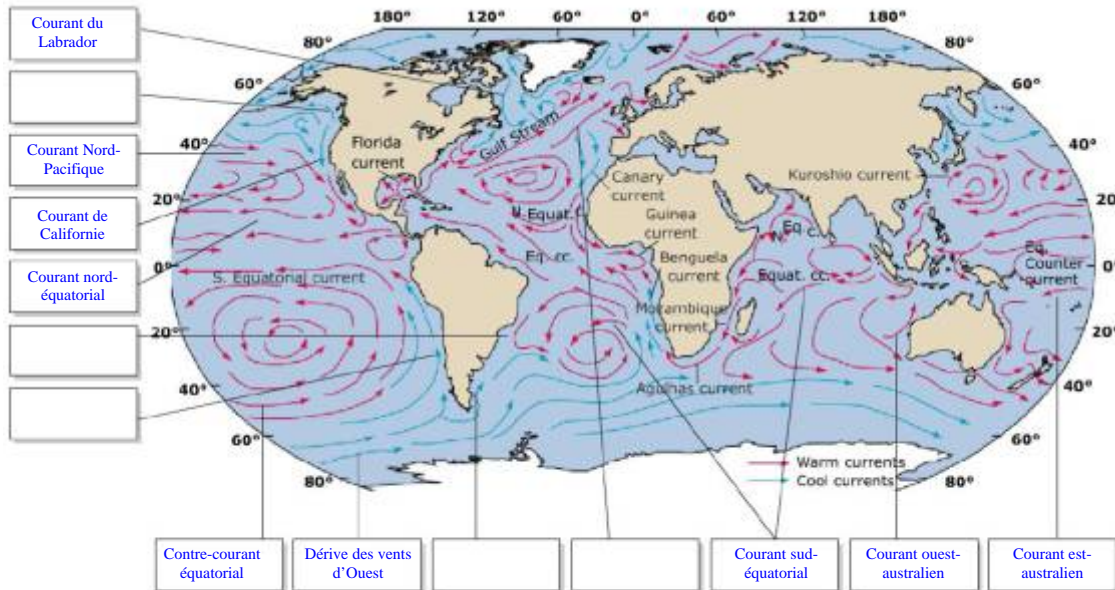 Courant du
Labrador
Courant Nord-
Pacifique
Courant de
Californie
Courant nord-
équatorial
180° 120° 60° 0° 60° 120° 180°
80° 80°
60° 60°
40° 40°
20° 20°
0° 0°
20° 20°
40° 40°
60° 60°
80° 80°
Florida
current
Gulf Stream
Canary
current
N. Equat. c.
Guinea
current
Eq. cc.
Benguela
current
Kuroshio current
N. Eq. c.
Equat. cc.
Eq.
Counter
current
S. Equatorial current
Mozambique
current
Agulhas current
Warm currents
Cool currents
Contre-courant
équatorial
Dérive des vents
d’Ouest
Courant sud-
équatorial
Courant ouest-
australien
Courant est-
australien